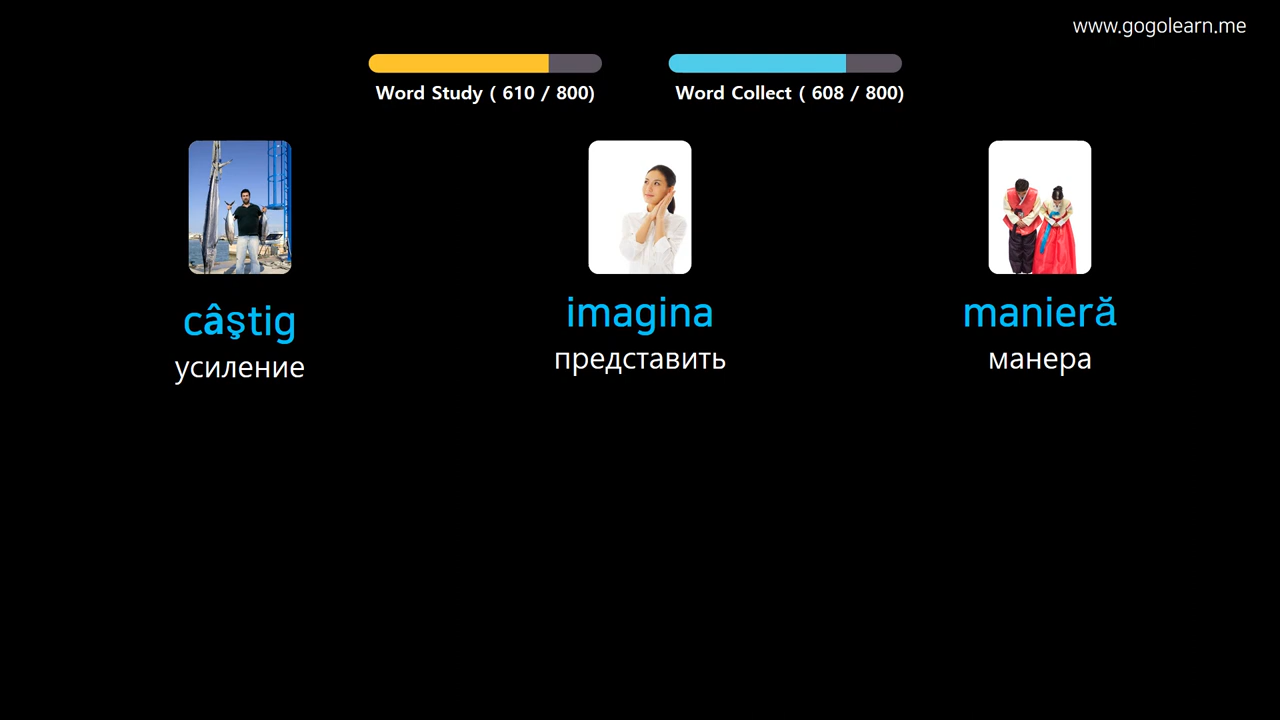 www.gogolearn.me
Word Study ( 610 / 800)
Word Collect ( 608 / 800)
câştig
imagina
manieră
усиление
представить
манера